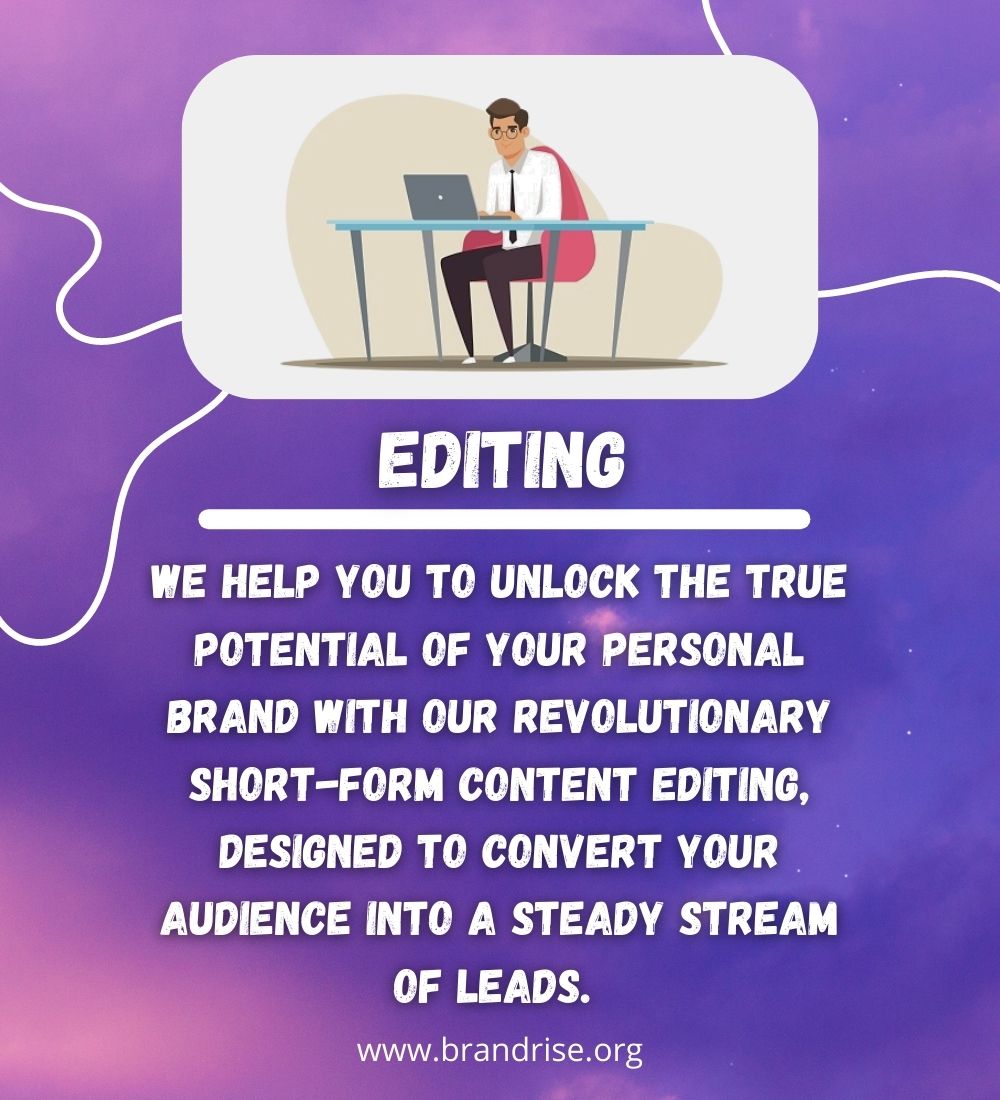 EDITING
WE HELP YOU TO UNLOCK THE TRUE
POTENTIAL OF YOUR PERSONAL
BRAND WITH OUR REVOLUTIONARY
SHORT-FORM CONTENT EDITING,
DESIGNED TO CONVERT YOUR
AUDIENCE INTO A STEADY STREAM
OF LEADS.
www.brandrise.org